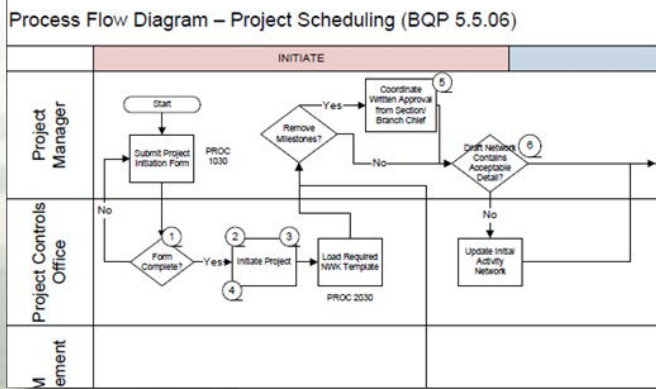 Process Flow Diagram – Project Scheduling (BQP 5.5.06)
INITIATE
Project
Manager
Start
Submit Project
Initiation Form
PROC
1030
Remove
Milestones?
Yes
No
Coordinate
Written Approval
from Section/
Branch Chief
5
Draft Network
Contains
Acceptable
Detail?
6
No
No
Project Controls
Office
1
Form
Complete?
Yes
2
3
Initiate Project
4
Load Required
NWK Template
PROC 2030
Update Initial
Activity
Network
M
ement